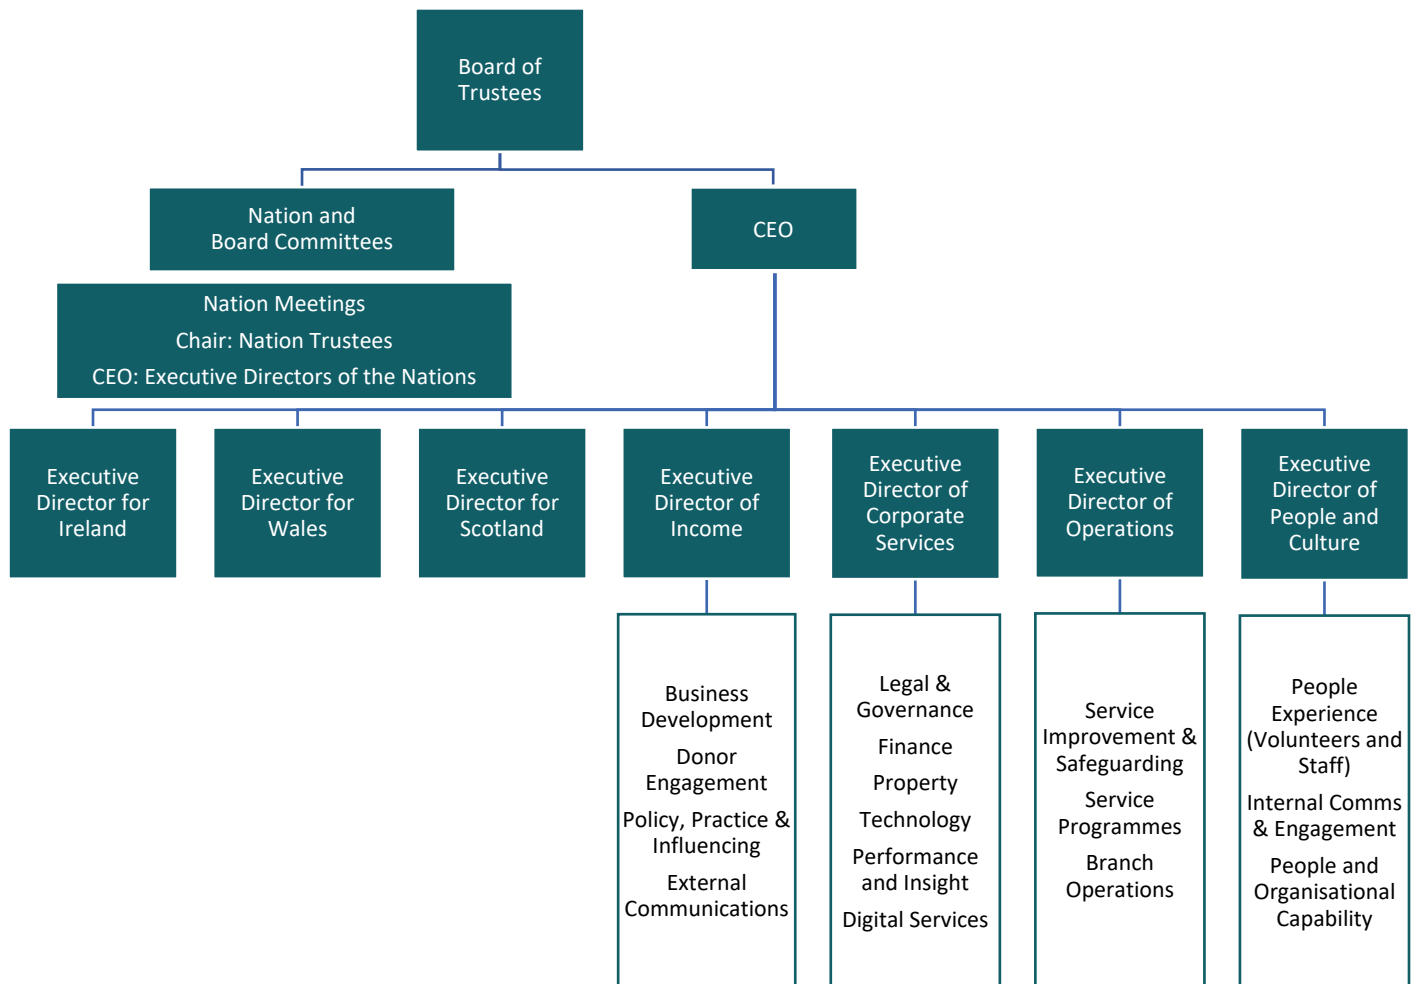 Board of
Trustees
Nation and
Board Committees
CEO
Nation Meetings
Chair: Nation Trustees
CEO: Executive Directors of the Nations
Executive
Director for
Ireland
Executive
Director for
Wales
Executive
Director for
Scotland
Executive
Director of
Income
Executive
Director of
Corporate
Services
Executive
Director of
Operations
Executive
Director of
People and
Culture
Business
Development
Donor
Engagement
Policy, Practice &
Influencing
External
Communications
Legal &
Governance
Finance
Property
Technology
Performance
and Insight
Digital Services
Service
Improvement &
Safeguarding
Service
Programmes
Branch
Operations
People
Experience
(Volunteers and
Staff)
Internal Comms
& Engagement
People and
Organisational
Capability